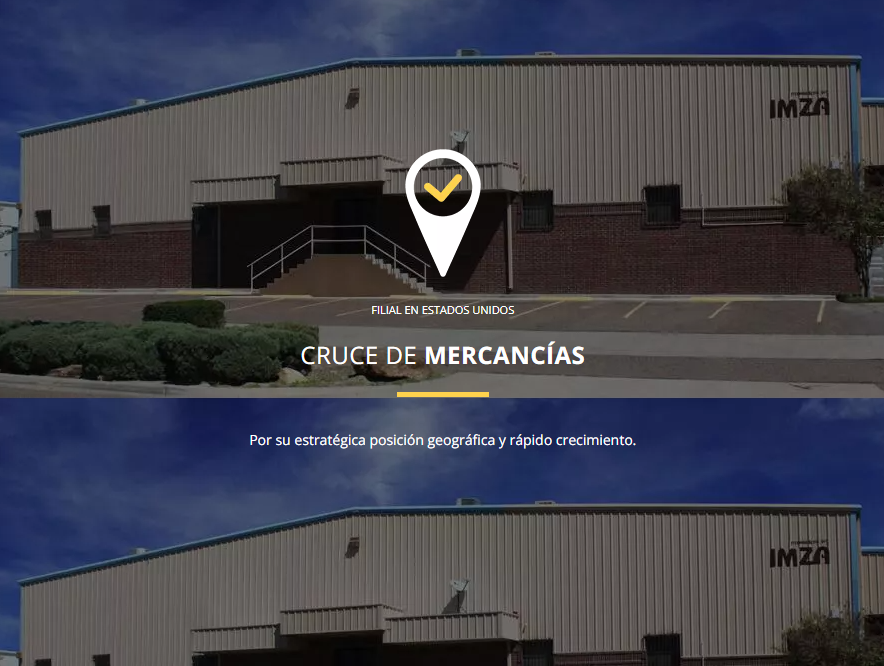 IMZA
FILIAL EN ESTADOS UNIDOS
CRUCE DE MERCANCÍAS
Por su estratégica posición geográfica y rápido crecimiento.
IMZA